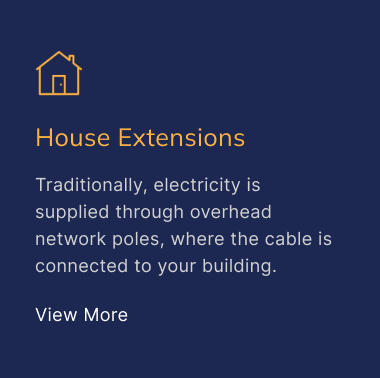 House Extensions
Traditionally, electricity is
supplied through overhead
network poles, where the cable is
connected to your building.
View More